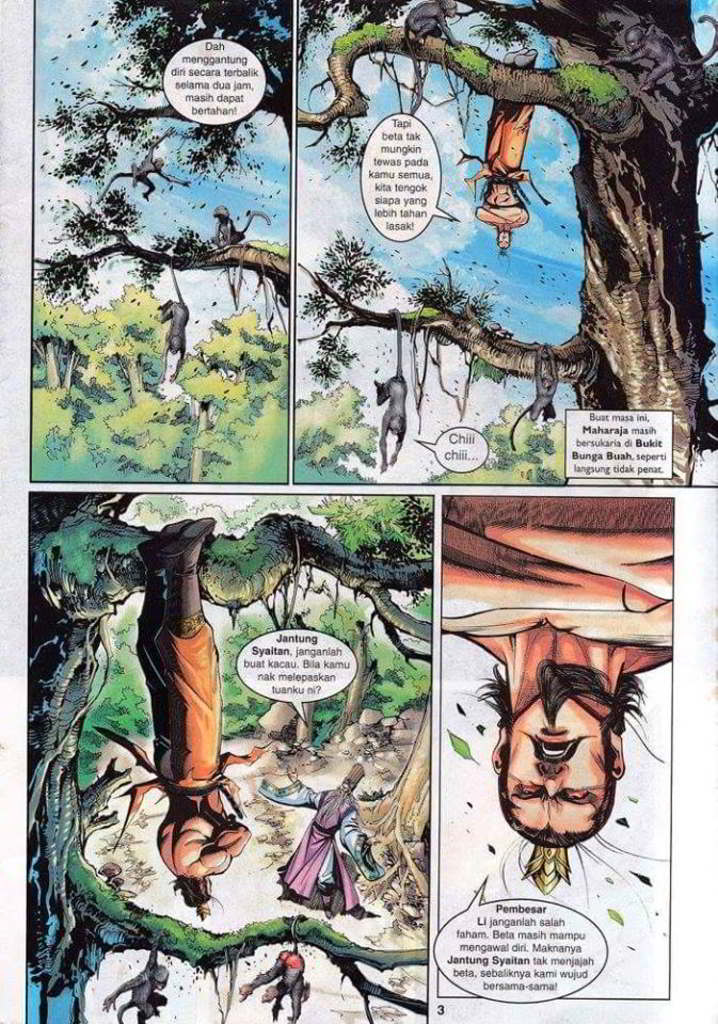 Dah
menggantung
diri secara terbalik
selama dua jam,
masih dapat
bertahan!
Tapi
beta tak
mungkin
tewas pada
kamu semua,
kita tengok
siapa yang
lebih tahan
lasak!
Chiii
chiii...
Buat masa ini,
Maharaja masih
bersukaria di Bukit
Bunga Buah, seperti
langsung tidak penat.
Jantung
Syaitan, janganlah
buat kacau. Bila kamu
nak melepaskan
tuanku ni?
Pembesar
Li janganlah salah
faham. Beta masih mampu
mengawal diri. Maknanya
Jantung Syaitan tak menjajah
beta, sebaliknya kami wujud
bersama-sama!
3